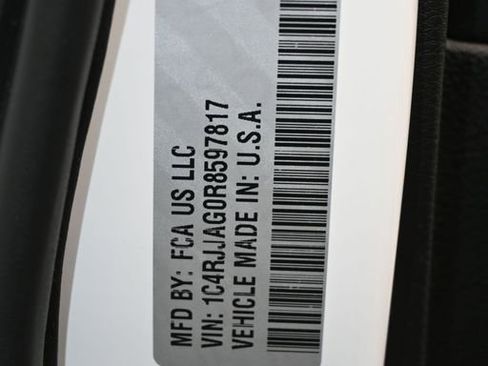 MFD BY: FCA US LLC
VIN: 1C4RJJAG0R8597817
VEHICLE MADE IN: U.S.A.